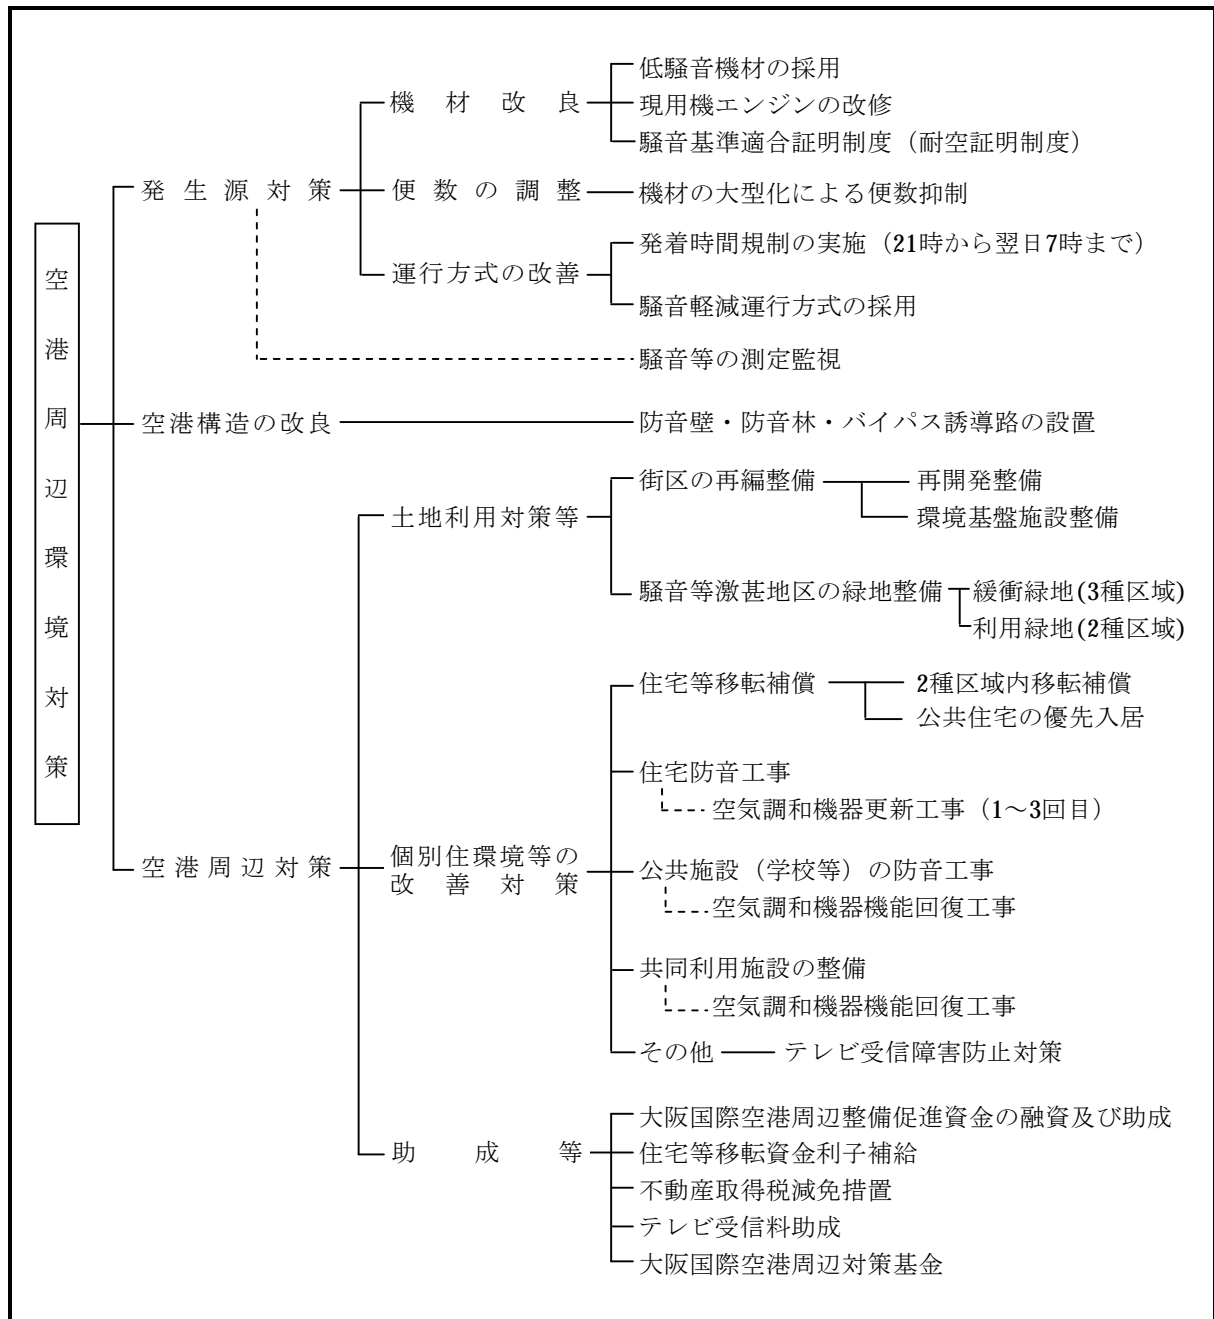 空港周辺環境対策
発生源対策
機材改良
低騒音機材の採用
現用機エンジンの改修
騒音基準適合証明制度（耐空証明制度）
便数の調整
機材の大型化による便数抑制
運行方式の改善
発着時間規制の実施（21時から翌日7時まで）
騒音軽減運行方式の採用
騒音等の測定監視
空港構造の改良
防音壁・防音林・バイパス誘導路の設置
空港周辺対策
土地利用対策等
街区の再編整備
再開発整備
環境基盤施設整備
騒音等激甚地区の緑地整備
緩衝緑地(3種区域)
利用緑地(2種区域)
個別住環境等の
改善対策
住宅等移転補償
2種区域内移転補償
公共住宅の優先入居
住宅防音工事
空気調和機器更新工事（1～3回目）
公共施設（学校等）の防音工事
空気調和機器機能回復工事
共同利用施設の整備
空気調和機器機能回復工事
その他
テレビ受信障害防止対策
助成等
大阪国際空港周辺整備促進資金の融資及び助成
住宅等移転資金利子補給
不動産取得税減免措置
テレビ受信料助成
大阪国際空港周辺対策基金